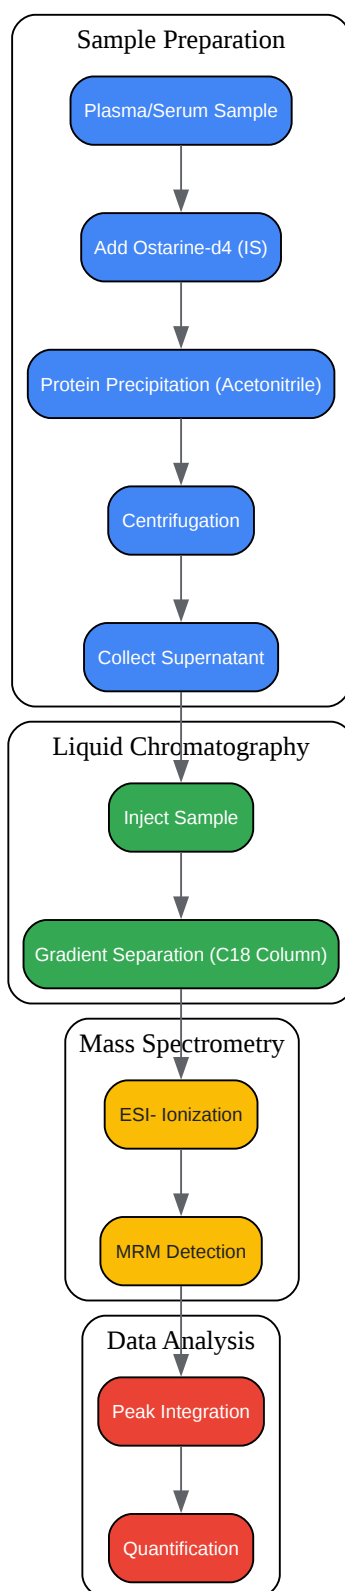 Sample Preparation
Plasma/Serum Sample
Add Ostarine-d4 (IS)
Protein Precipitation (Acetonitrile)
Centrifugation
Collect Supernatant
Liquid Chromatography
Inject Sample
Gradient Separation (C18 Column)
Mass Spectrometry
ESI- Ionization
MRM Detection
Data Analysis
Peak Integration
Quantification